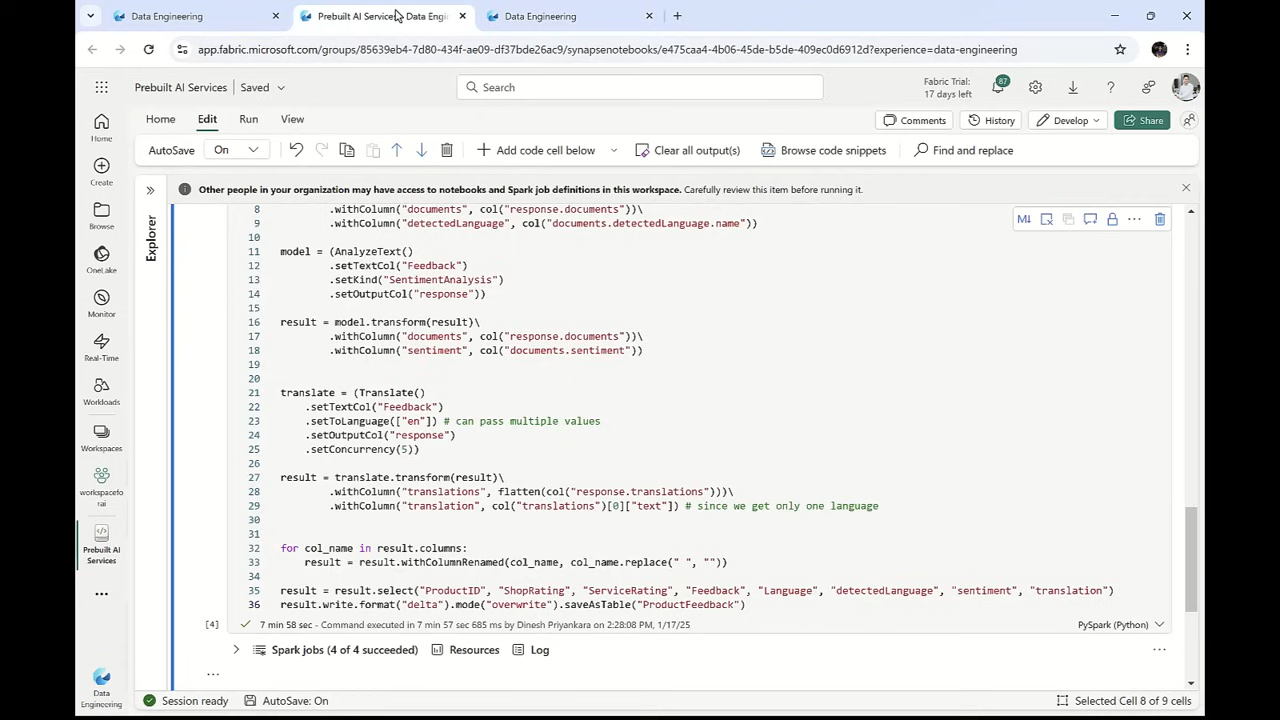 Data Engineering
Prebuilt AI Services - Data Engi
Data Engineering
app.fabric.microsoft.com/groups/85639eb4-7d80-434f-ae09-df37bde26ac9/synapsenotebooks/e475caa4-4b06-45de-b5de-409ec0d6912d?experience=data-engineering
Prebuilt AI Services
Saved
Search
Fabric Trial:
17 days left
87
Home
Edit
Run
View
Comments
History
Develop
Share
AutoSave
On
Add code cell below
Clear all output(s)
Browse code snippets
Find and replace
Home
Create
Browse
OneLake
Monitor
Real-Time
Workloads
Workspaces
workspacefo
rai
Prebuilt AI
Services
Data
Engineering
Explorer
Other people in your organization may have access to notebooks and Spark job definitions in this workspace. Carefully review this item before running it.
8 .withColumn("documents", col("response.documents"))\
9 .withColumn("detectedLanguage", col("documents.detectedLanguage.name"))
10
11 model = (AnalyzeText()
12 .setTextCol("Feedback")
13 .setKind("SentimentAnalysis")
14 .setOutputCol("response"))
15
16 result = model.transform(result)\
17 .withColumn("documents", col("response.documents"))\
18 .withColumn("sentiment", col("documents.sentiment"))
19
20
21 translate = (Translate()
22 .setTextCol("Feedback")
23 .setToLanguage(["en"]) # can pass multiple values
24 .setOutputCol("response")
25 .setConcurrency(5))
26
27 result = translate.transform(result)\
28 .withColumn("translations", flatten(col("response.translations")))\
29 .withColumn("translation", col("translations")[0]["text"]) # since we get only one language
30
31
32 for col_name in result.columns:
33 result = result.withColumnRenamed(col_name, col_name.replace(" ", ""))
34
35 result = result.select("ProductID", "ShopRating", "ServiceRating", "Feedback", "Language", "detectedLanguage", "sentiment", "translation")
36 result.write.format("delta").mode("overwrite").saveAsTable("ProductFeedback")
[4] 7 min 58 sec - Command executed in 7 min 57 sec 685 ms by Dinesh Priyankara on 2:28:08 PM, 1/17/25
PySpark (Python)
Spark jobs (4 of 4 succeeded)
Resources
Log
Session ready
AutoSave: On
Selected Cell 8 of 9 cells